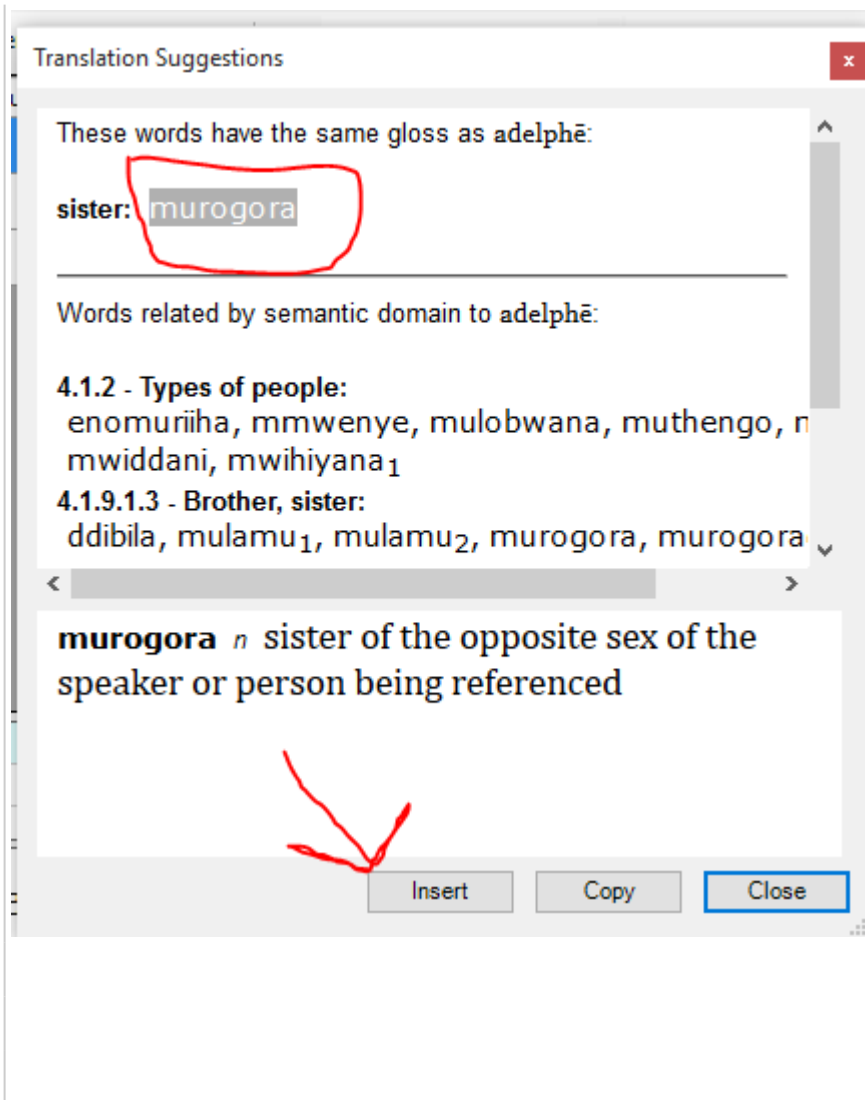 Translation Suggestions
x
These words have the same gloss as adelphē:
sister: murogora
Words related by semantic domain to adelphē:
4.1.2 - Types of people:
enomuriiha, mmwenye, mulobwana, muthengo,
mwiddani, mwihiyana₁
4.1.9.1.3 - Brother, sister:
ddibila, mulamu₁, mulamu₂, murogora, murogora
murogora n sister of the opposite sex of the
speaker or person being referenced
Insert Copy Close